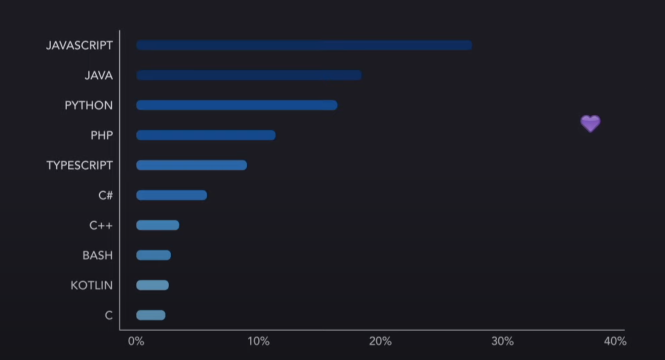 JAVASCRIPT
JAVA
PYTHON
PHP
TYPESCRIPT
C#
C++
BASH
KOTLIN
C
0% 10% 20% 30% 40%